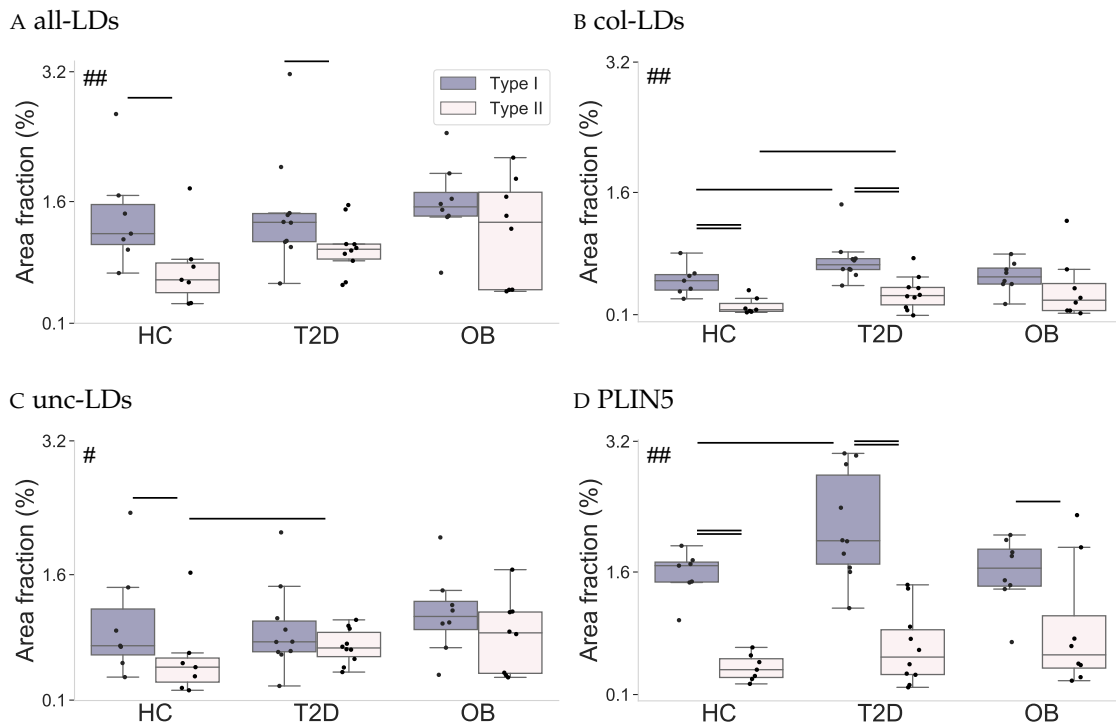 A all-LDs
Area fraction (%)
3.2
1.6
0.1
##
Type I
Type II
HC T2D OB
B col-LDs
Area fraction (%)
3.2
1.6
0.1
##
HC T2D OB
C unc-LDs
Area fraction (%)
3.2
1.6
0.1
#
HC T2D OB
D PLIN5
Area fraction (%)
3.2
1.6
0.1
##
HC T2D OB